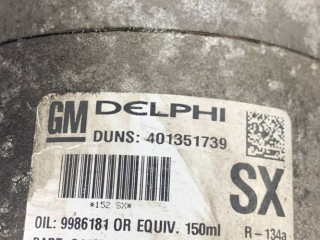 GM DELPHI
DUNS: 401351739
*152 SX*
SX
OIL: 9986181 OR EQUIV. 150ml R-134a